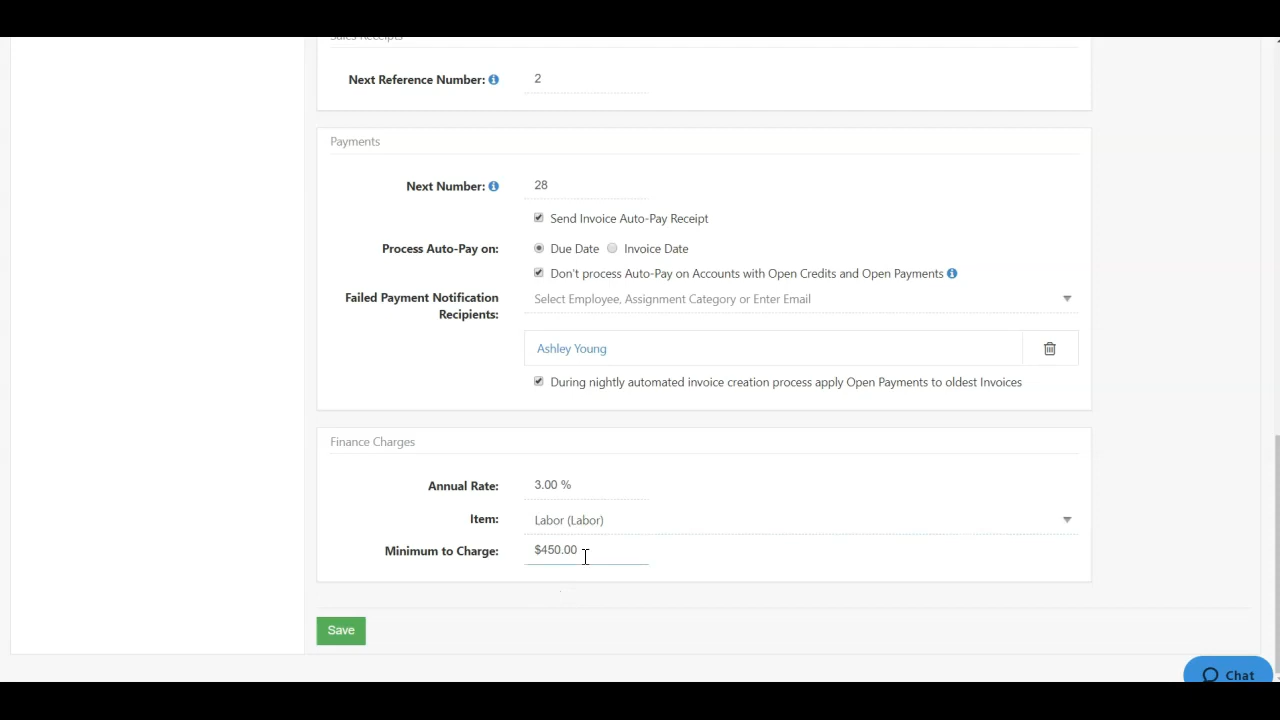 Sales Receipts
Next Reference Number: 2
Payments
Next Number: 28
Send Invoice Auto-Pay Receipt
Process Auto-Pay on: Due Date Invoice Date
Don't process Auto-Pay on Accounts with Open Credits and Open Payments
Failed Payment Notification Recipients: Select Employee, Assignment Category or Enter Email
Ashley Young
During nightly automated invoice creation process apply Open Payments to oldest Invoices
Finance Charges
Annual Rate: 3.00 %
Item: Labor (Labor)
Minimum to Charge: $450.00
Save
Chat